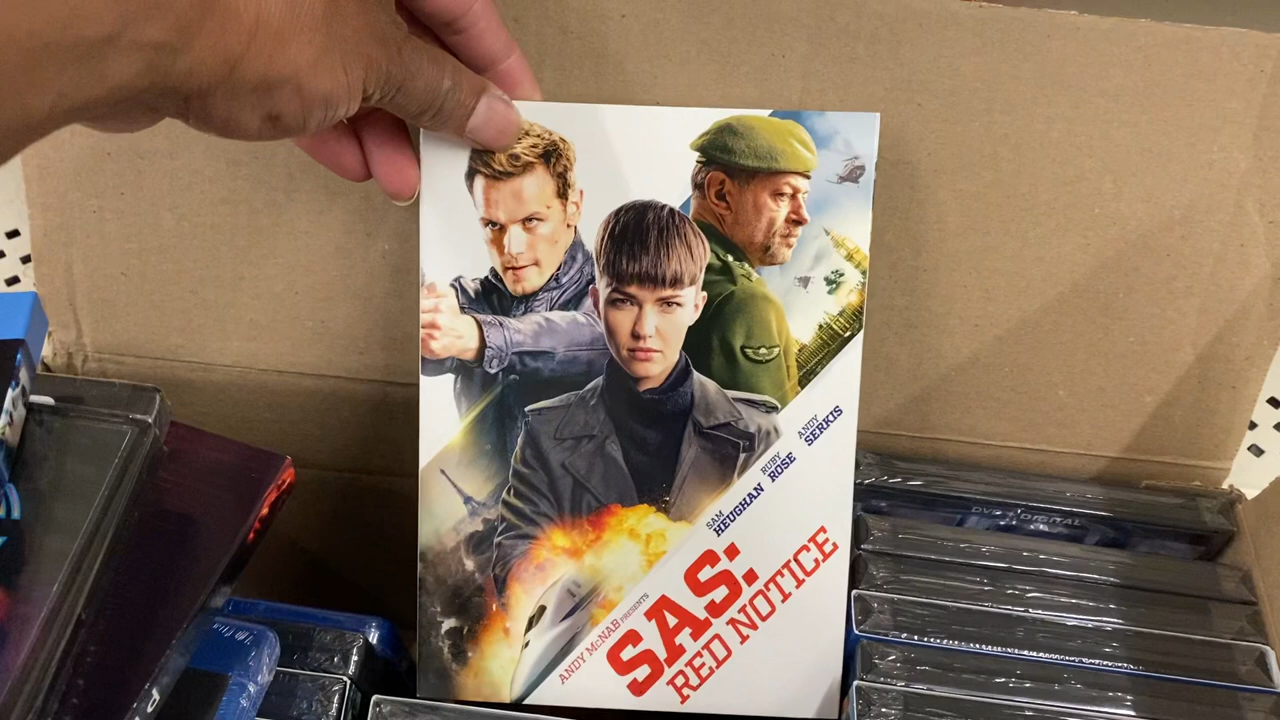 SAM
HEUGHAN
RUBY
ROSE
ANDY
SERKIS
ANDY McNAB PRESENTS
SAS:
RED NOTICE
DVD + DIGITAL